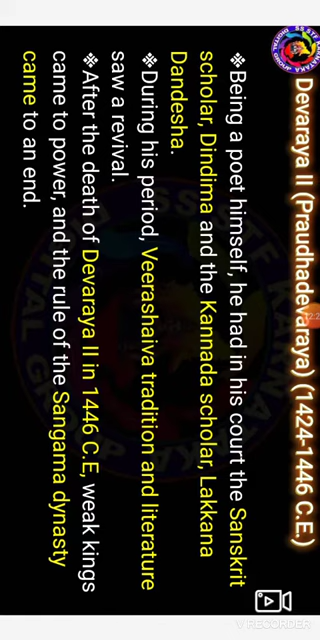 Devaraya II (Praudhadevaraya) (1424-1446 C.E.)
❖Being a poet himself, he had in his court the Sanskrit
scholar, Dindima and the Kannada scholar, Lakkana
Dandesha.
❖During his period, Veerashaiva tradition and literature
saw a revival.
❖After the death of Devaraya II in 1446 C.E, weak kings
came to power, and the rule of the Sangama dynasty
came to an end.
RECORDER